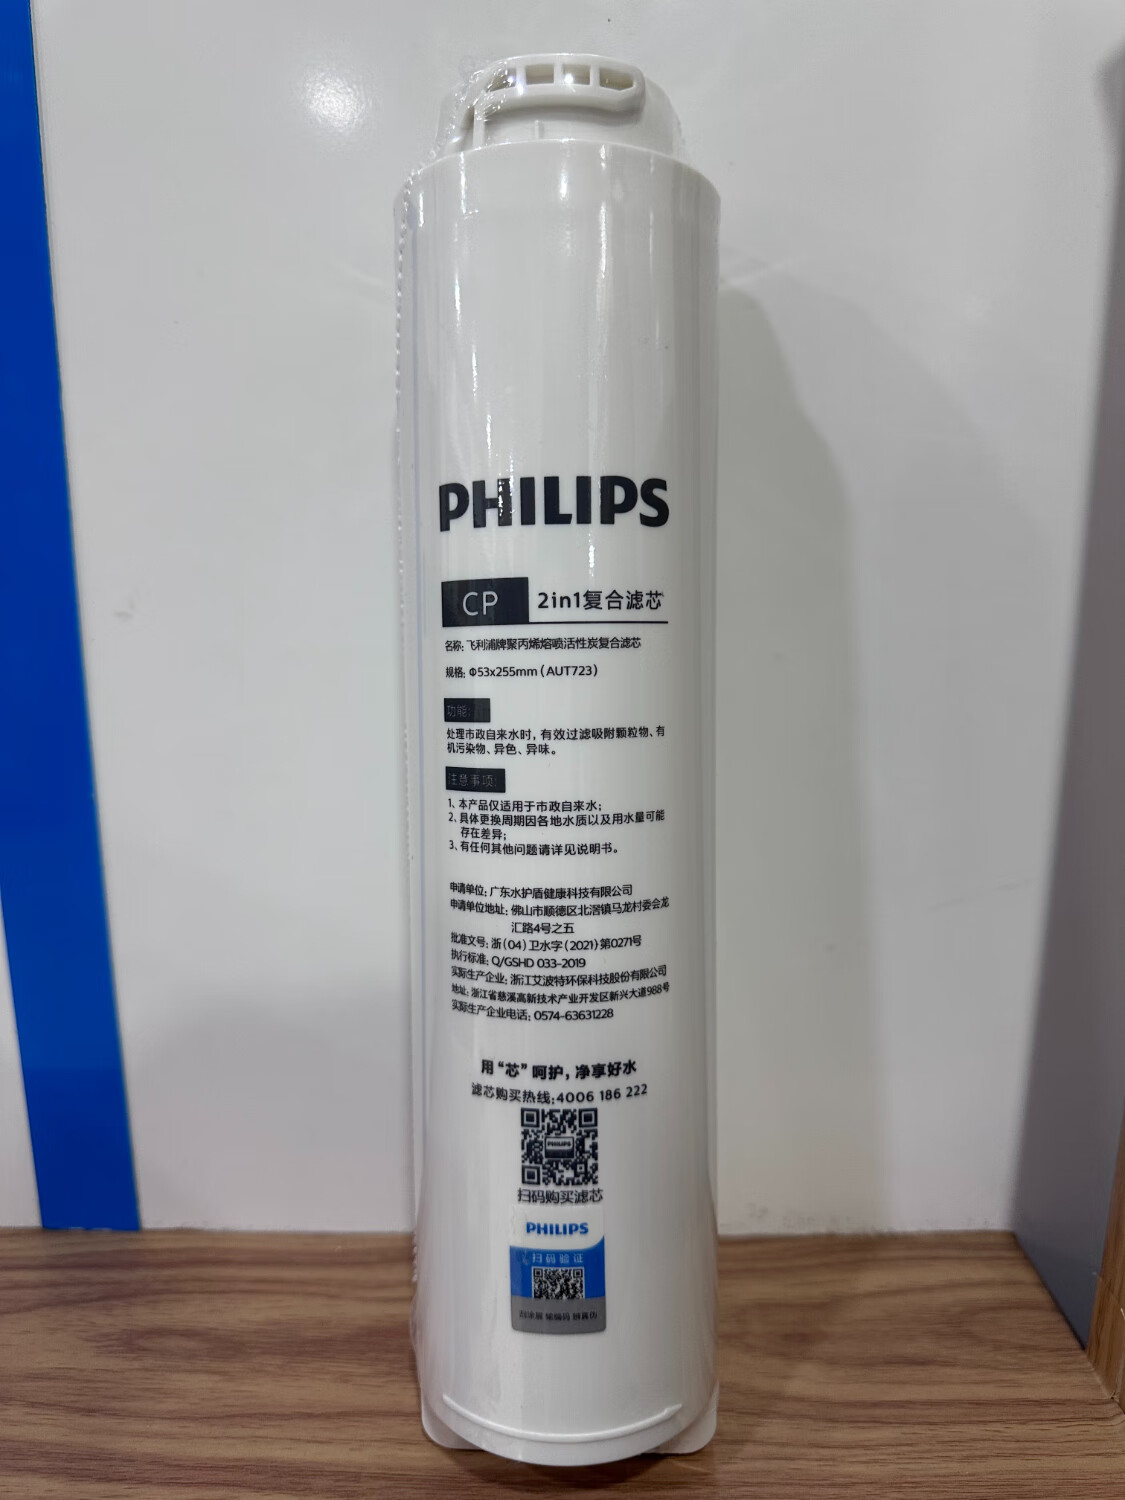 PHILIPS
CP 2in1复合滤芯
名称: 飞利浦牌聚丙烯熔喷活性炭复合滤芯
规格: Φ53x255mm (AUT723)
功能:
处理市政自来水时, 有效过滤吸附颗粒物、有
机污染物、异色、异味。
注意事项:
1、本产品仅适用于市政自来水;
2、具体更换周期因各地水质以及用水量可能
存在差异;
3、有任何其他问题请详见说明书。
申请单位: 广东水护盾健康科技有限公司
申请单位地址: 佛山市顺德区北滘镇马龙村委会龙
汇路4号之五
批准文号: 浙(04)卫水字(2021)第0271号
执行标准: Q/GSHD 033-2019
实际生产企业: 浙江艾波特环保科技股份有限公司
地址: 浙江省慈溪高新技术产业开发区新兴大道988号
实际生产企业电话: 0574-63631228
用“芯”呵护, 净享好水
滤芯购买热线:4006 186 222
PHILIPS
扫码购买滤芯
PHILIPS
扫码验证
刮涂层 输编码 辨真伪